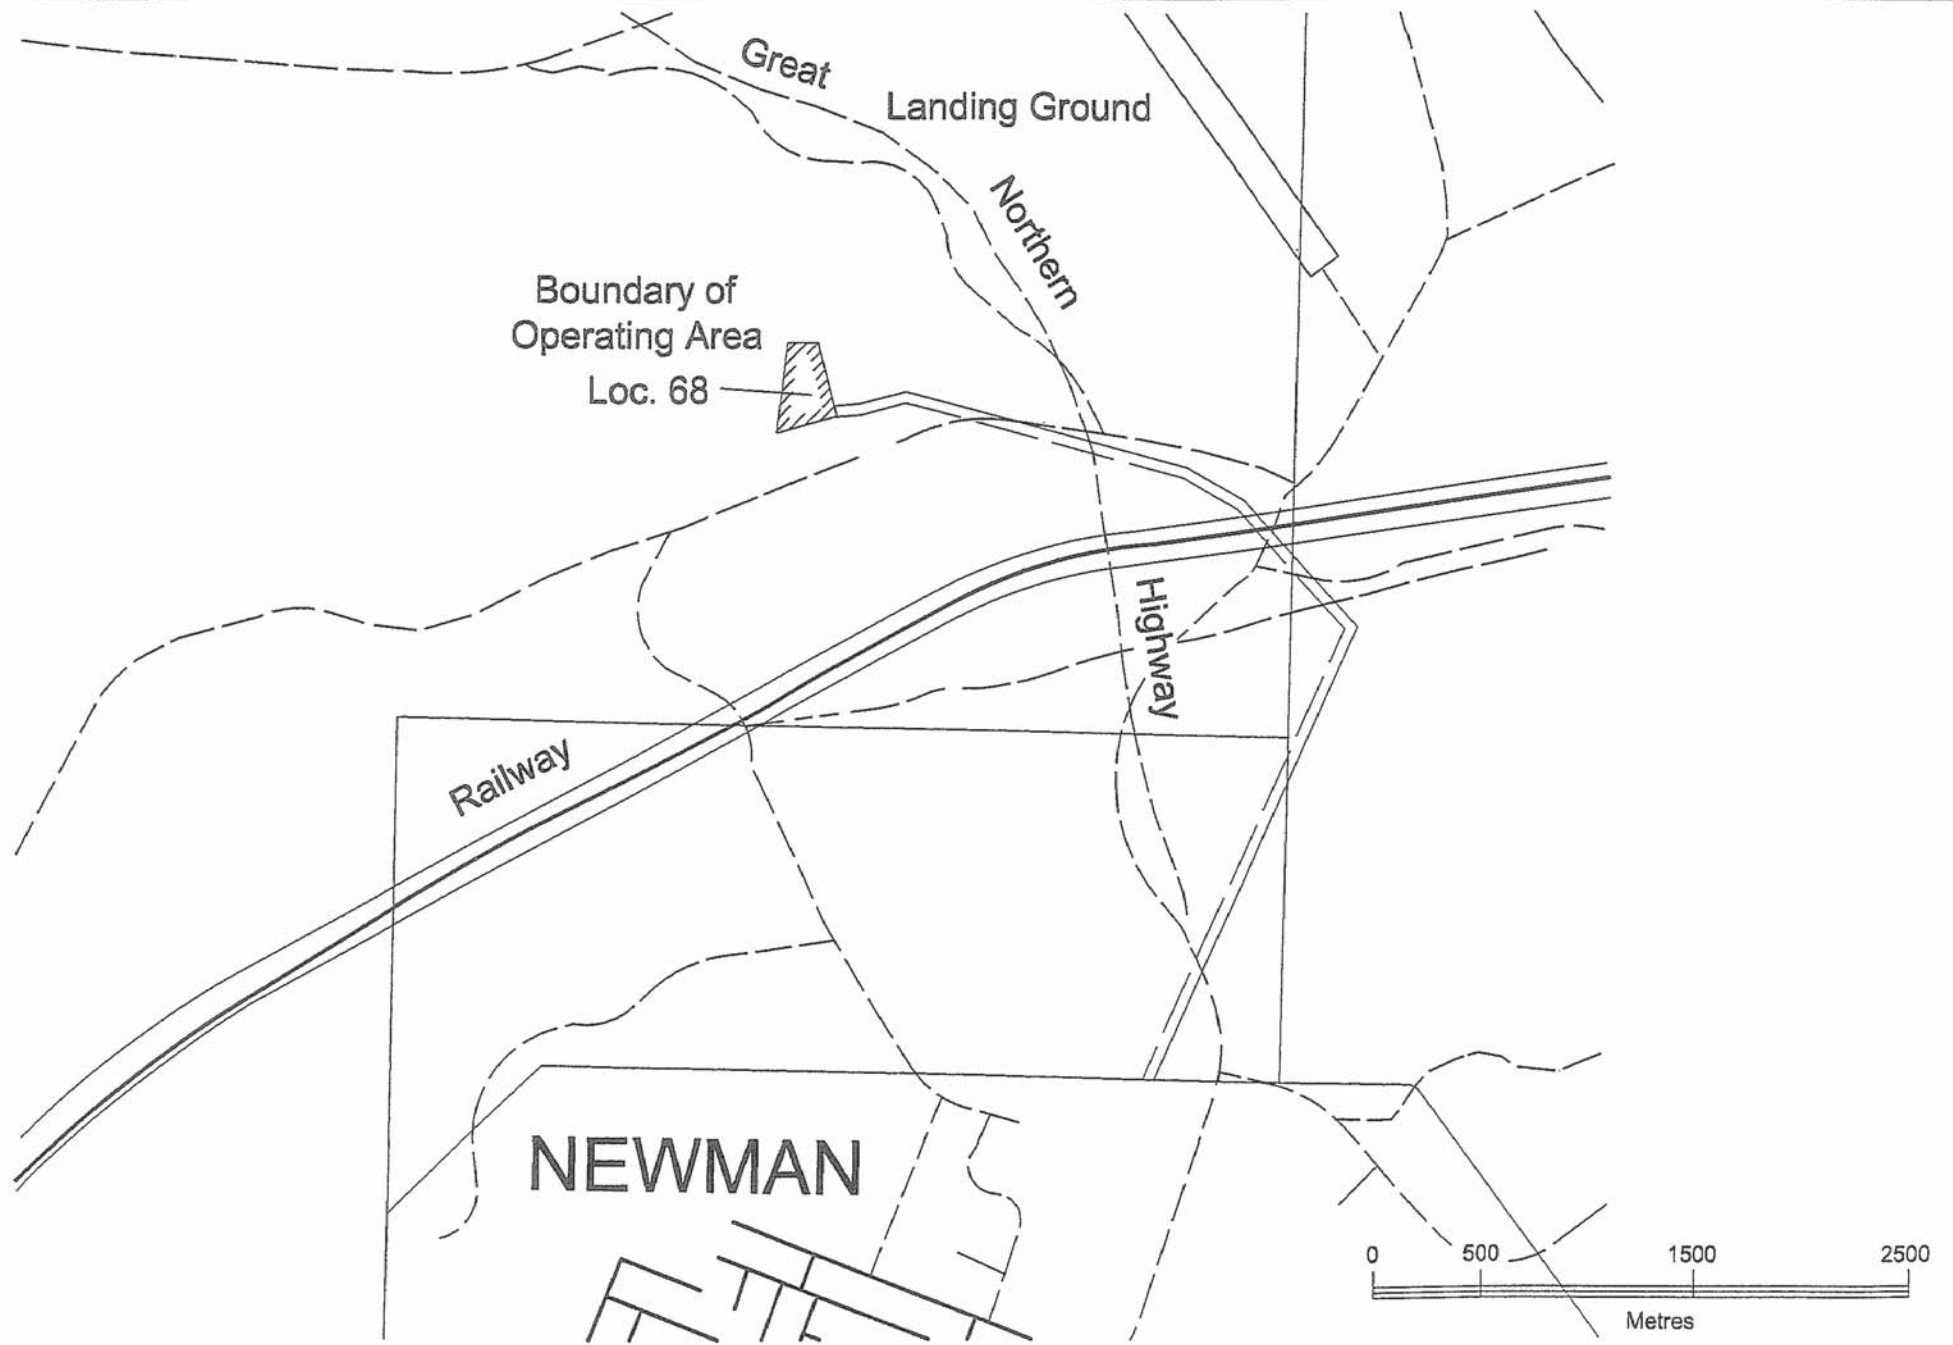 Great
Landing Ground
Northern
Boundary of
Operating Area
Loc. 68
Highway
Railway
NEWMAN
0 500 1500 2500
Metres